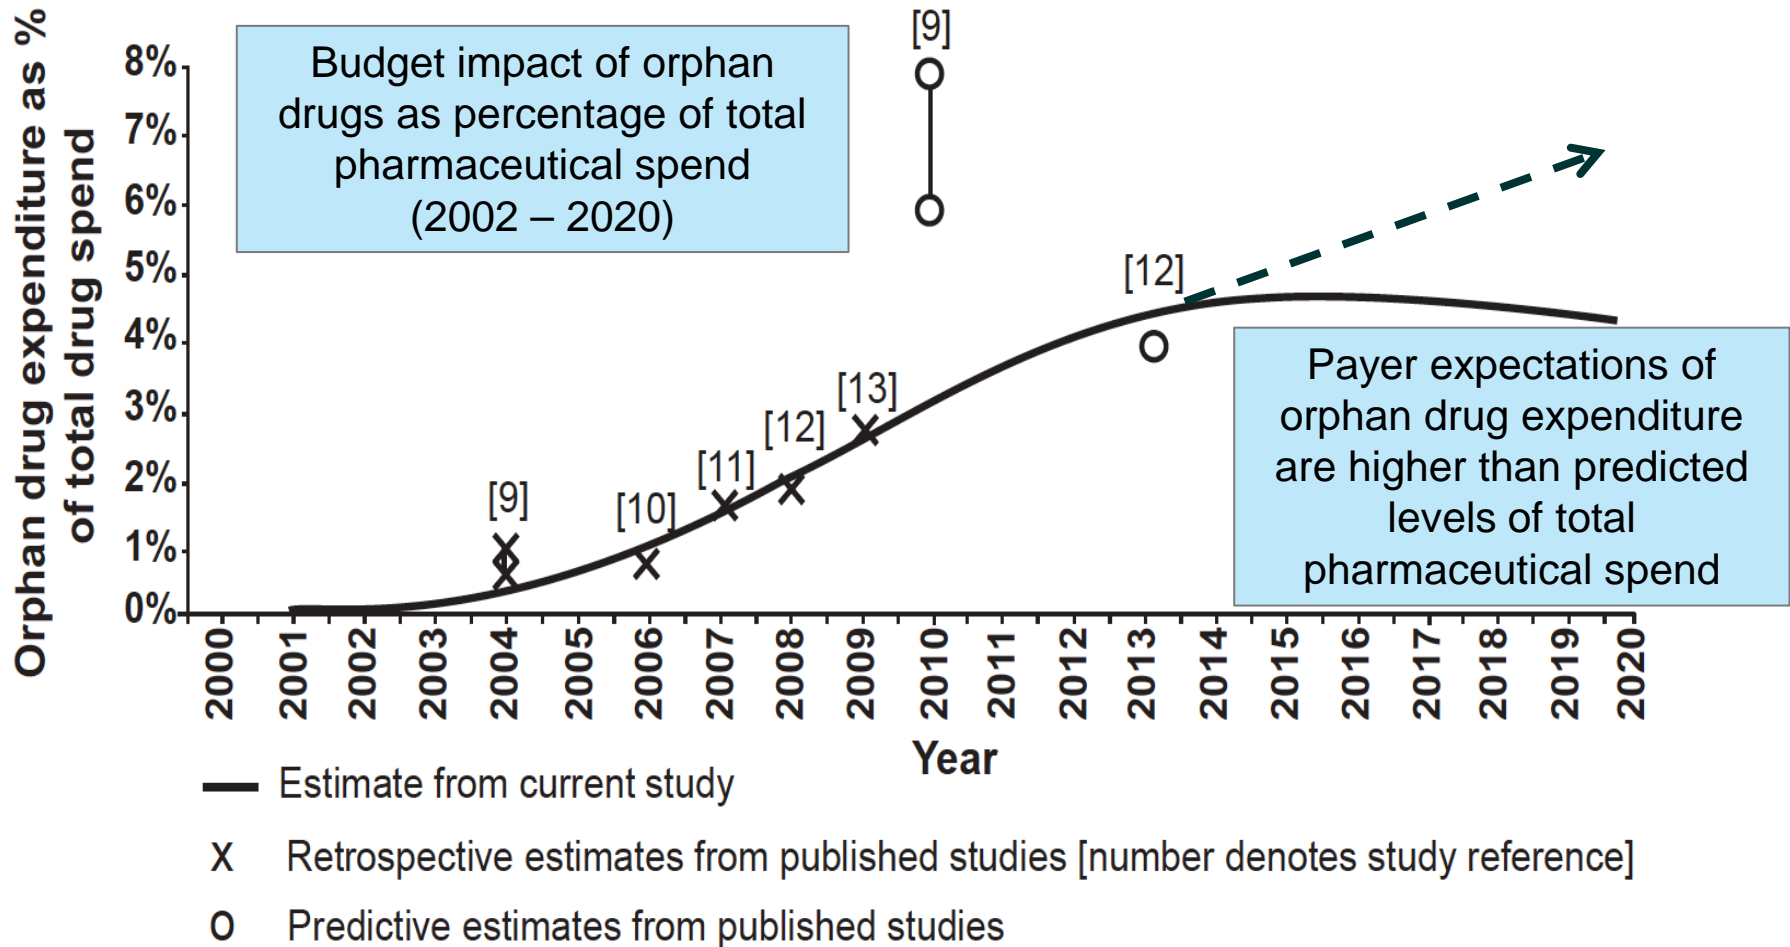 Orphan drug expenditure as %
of total drug spend
8%
7%
6%
5%
4%
3%
2%
1%
0%
Budget impact of orphan
drugs as percentage of total
pharmaceutical spend
(2002 – 2020)
[9]
[12]
[13]
[12]
[11]
[10]
[9]
Payer expectations of
orphan drug expenditure
are higher than predicted
levels of total
pharmaceutical spend
2000
2001
2002
2003
2004
2005
2006
2007
2008
2009
2010
2011
2012
2013
2014
2015
2016
2017
2018
2019
2020
Year
Estimate from current study
X Retrospective estimates from published studies [number denotes study reference]
O Predictive estimates from published studies